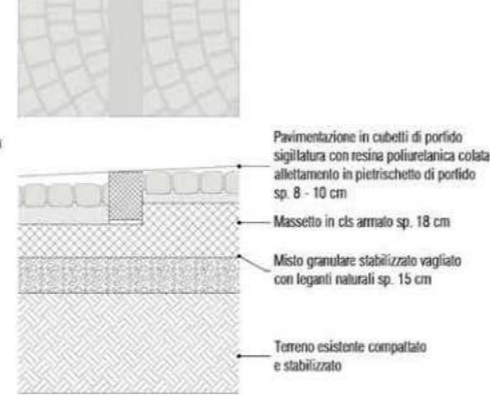 Pavimentazione in cubetti di porfido
sigillatura con resina poliuretanica colata
allettamento in pietrischetto di porfido
sp. 8 - 10 cm
Massetto in cls armato sp. 18 cm
Misto granulare stabilizzato vagliato
con leganti naturali sp. 15 cm
Terreno esistente compattato
e stabilizzato